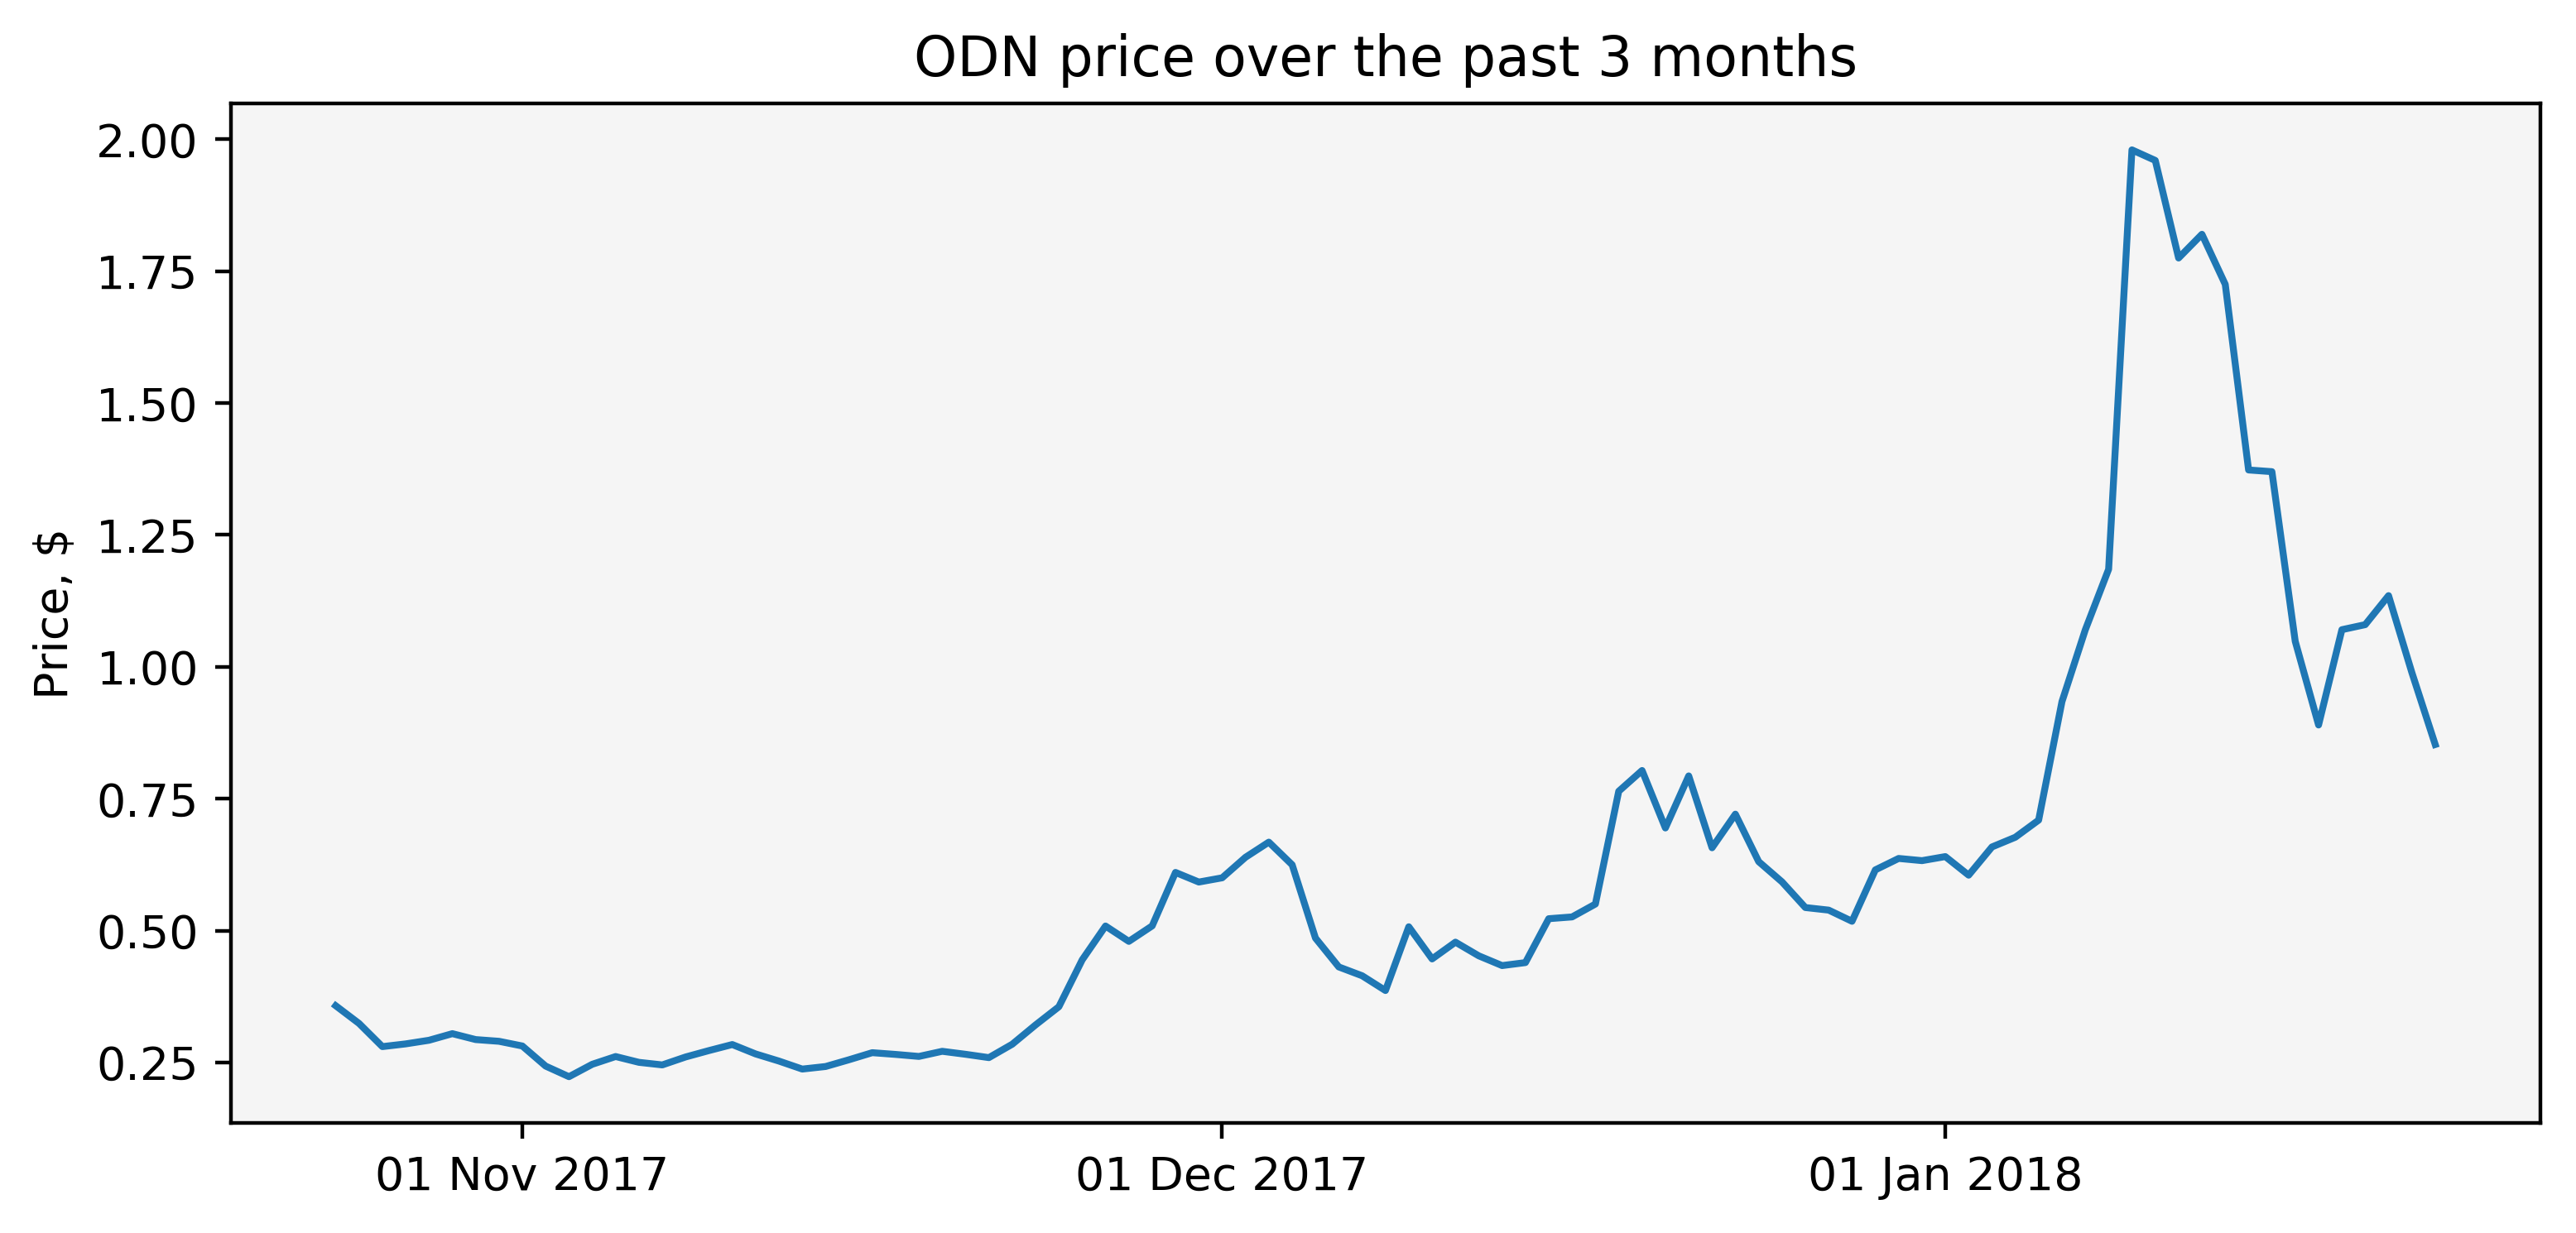 ODN price over the past 3 months
Price, $
2.00
1.75
1.50
1.25
1.00
0.75
0.50
0.25
01 Nov 2017
01 Dec 2017
01 Jan 2018